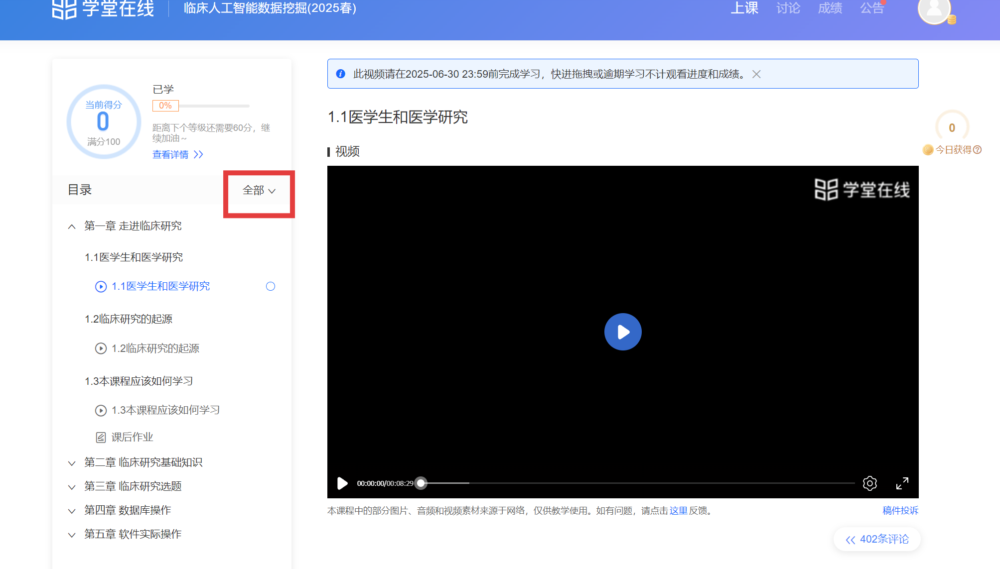 学堂在线
临床人工智能数据挖掘(2025春)
上课
讨论
成绩
公告
当前得分
0
满分100
已学
0%
距离下个等级还需要60分，继
续加油～
查看详情
目录
全部
第一章 走进临床研究
1.1医学生和医学研究
1.1医学生和医学研究
1.2临床研究的起源
1.2临床研究的起源
1.3本课程应该如何学习
1.3本课程应该如何学习
课后作业
第二章 临床研究基础知识
第三章 临床研究选题
第四章 数据库操作
第五章 软件实际操作
此视频请在2025-06-30 23:59前完成学习，快进拖拽或逾期学习不计观看进度和成绩。
1.1医学生和医学研究
视频
学堂在线
00:00:00/00:08:29
本课程中的部分图片、音频和视频素材来源于网络，仅供教学使用。如有问题，请点击这里反馈。
稿件投诉
402条评论
0
今日获得